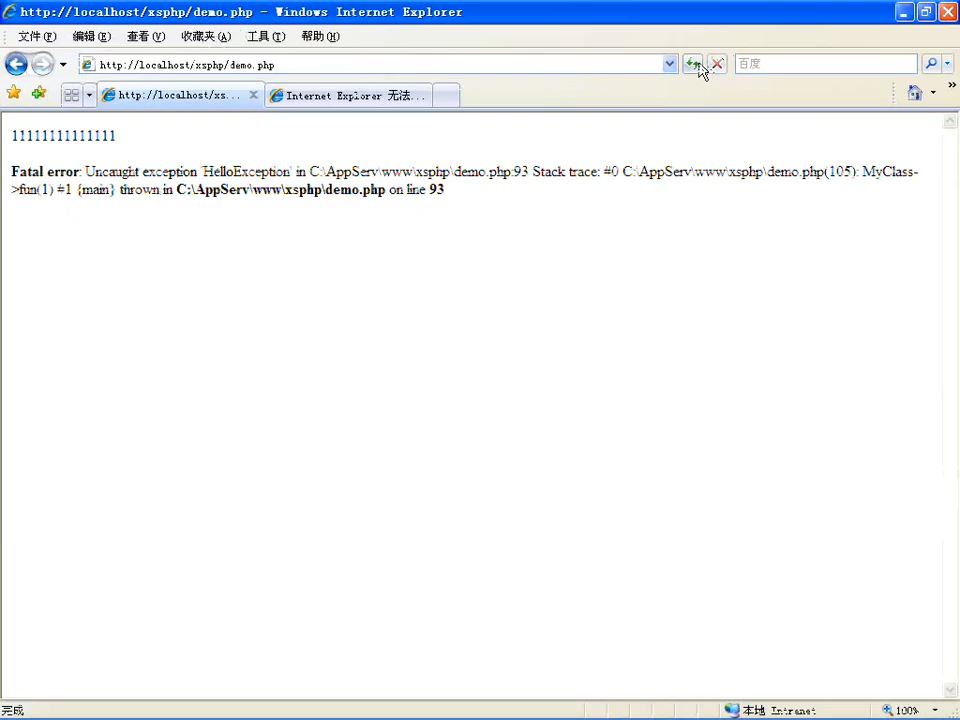 http://localhost/xsphp/demo.php - Windows Internet Explorer
文件(F) 编辑(E) 查看(V) 收藏夹(A) 工具(T) 帮助(H)
http://localhost/xsphp/demo.php 百度
http://localhost/xs... Internet Explorer 无法... »
11111111111111
Fatal error: Uncaught exception 'HelloException' in C:\AppServ\www\xsphp\demo.php:93 Stack trace: #0 C:\AppServ\www\xsphp\demo.php(105): MyClass-
>fun(1) #1 {main} thrown in C:\AppServ\www\xsphp\demo.php on line 93
完成 本地 Intranet 100%